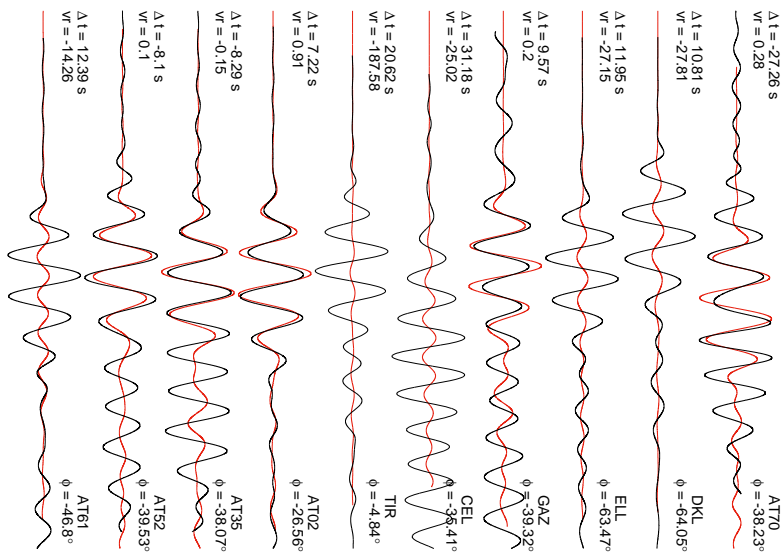 Δ t = -27.26 s
vr = 0.28
AT70
ϕ = -38.23°
Δ t = 10.81 s
vr = -27.81
DKL
ϕ = -64.05°
Δ t = 11.95 s
vr = -27.15
ELL
ϕ = -63.47°
Δ t = 9.57 s
vr = 0.2
GAZ
ϕ = -39.32°
Δ t = 31.18 s
vr = -25.02
CEL
ϕ = -35.41°
Δ t = 20.62 s
vr = -187.58
TIR
ϕ = -4.84°
Δ t = 7.22 s
vr = 0.91
AT02
ϕ = -26.56°
Δ t = -8.29 s
vr = -0.15
AT35
ϕ = -38.07°
Δ t = -8.1 s
vr = 0.1
AT52
ϕ = -39.53°
Δ t = 12.39 s
vr = -14.26
AT61
ϕ = -46.8°